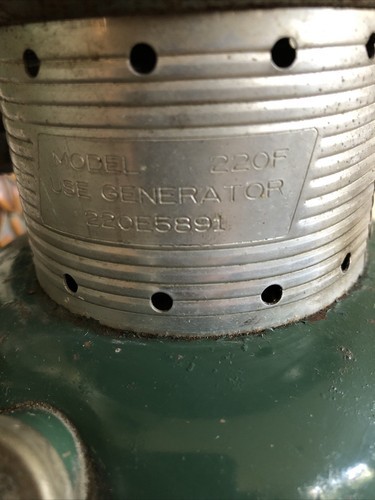 MODEL 220F
USE GENERATOR
220E5891